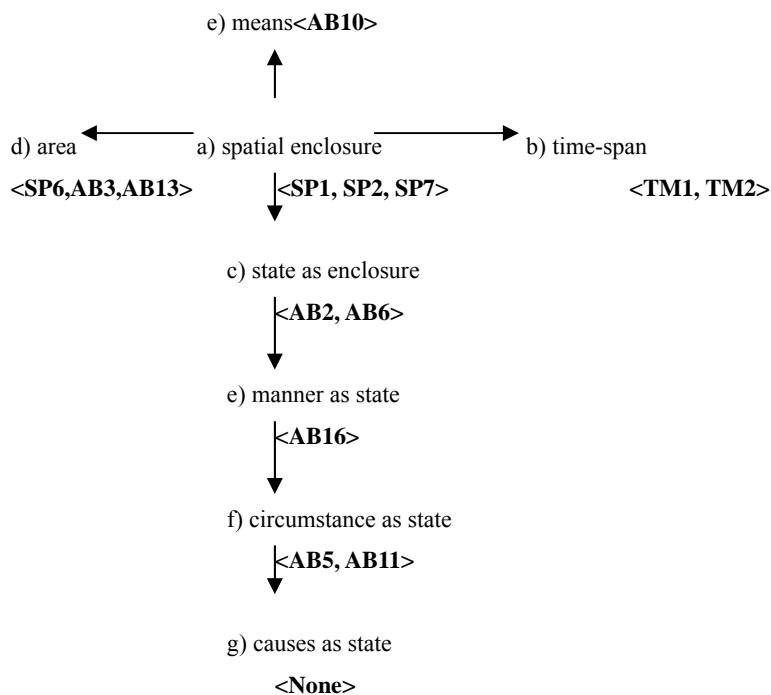 e) means<AB10>
d) area a) spatial enclosure b) time-span
<SP6,AB3,AB13> <SP1, SP2, SP7> <TM1, TM2>
c) state as enclosure
<AB2, AB6>
e) manner as state
<AB16>
f) circumstance as state
<AB5, AB11>
g) causes as state
<None>